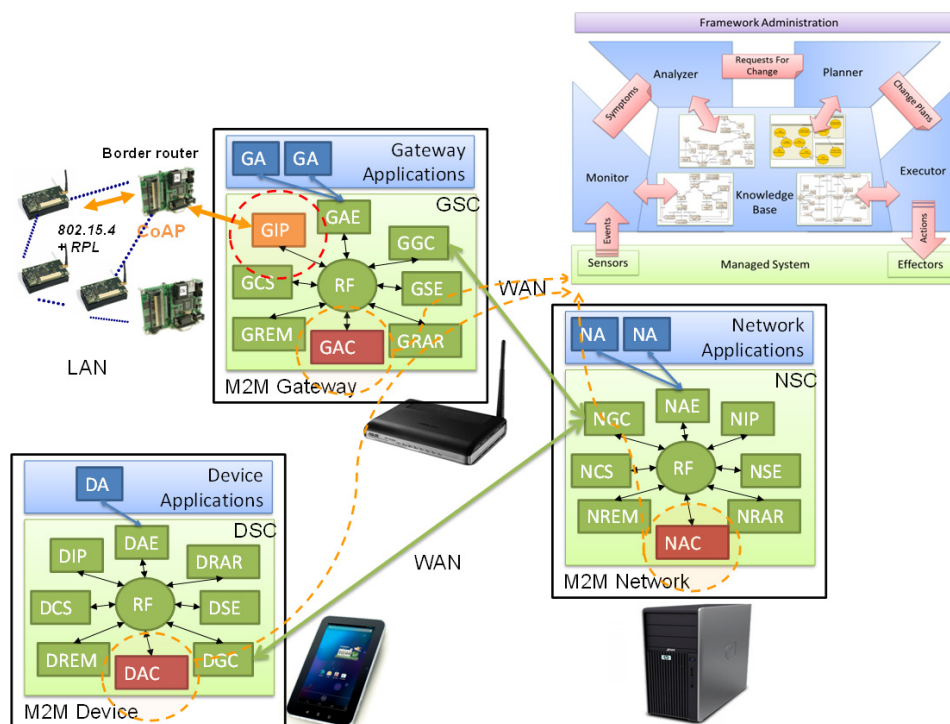 Framework Administration
Analyzer
Requests For
Change
Planner
Symptoms
Change Plans
Monitor
Knowledge
Base
Executor
Events
Actions
Sensors
Managed System
Effectors
Border router
802.15.4
+ RPL
CoAP
LAN
GA
GA
Gateway
Applications
GSC
GIP
GAE
GGC
GCS
RF
GSE
GREM
GAC
GRAR
M2M Gateway
WAN
NA
NA
Network
Applications
NSC
NGC
NAE
NIP
NCS
RF
NSE
NREM
NAC
NRAR
M2M Network
DA
Device
Applications
DSC
DIP
DAE
DRAR
DCS
RF
DSE
DREM
DAC
DGC
M2M Device
WAN